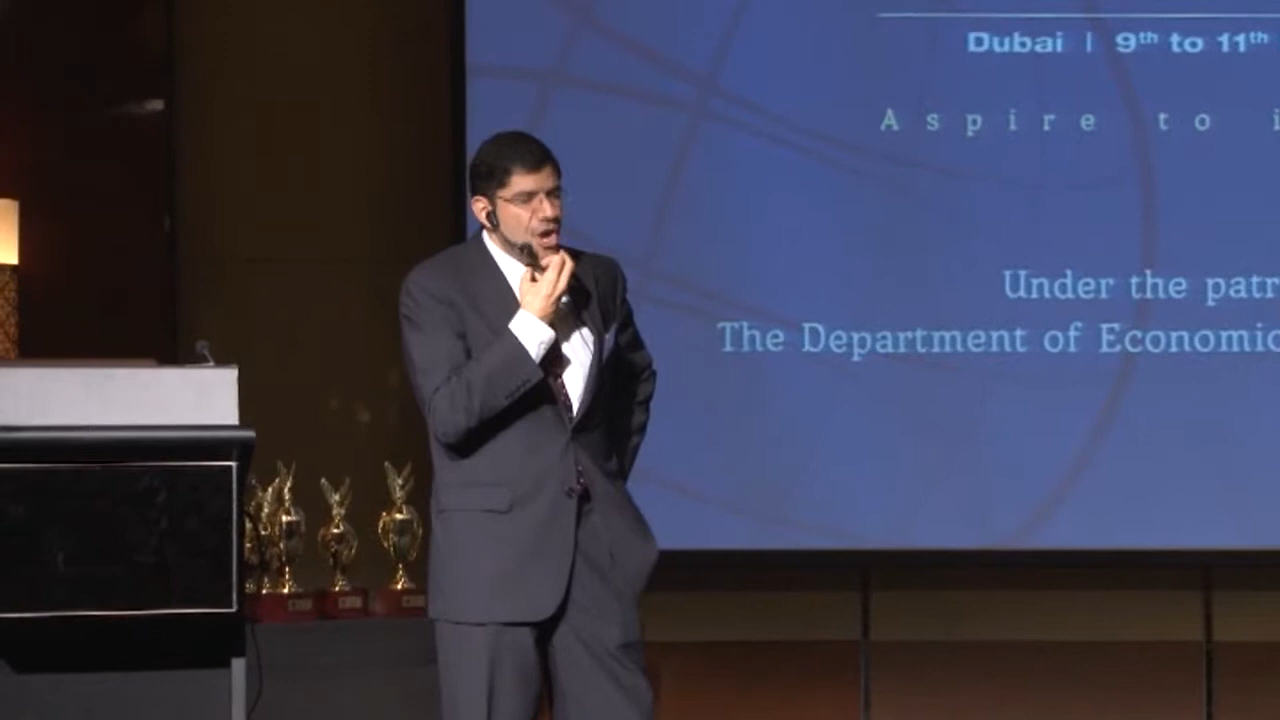 Dubai | 9th to 11th
Aspire to i
Under the patr
The Department of Economic